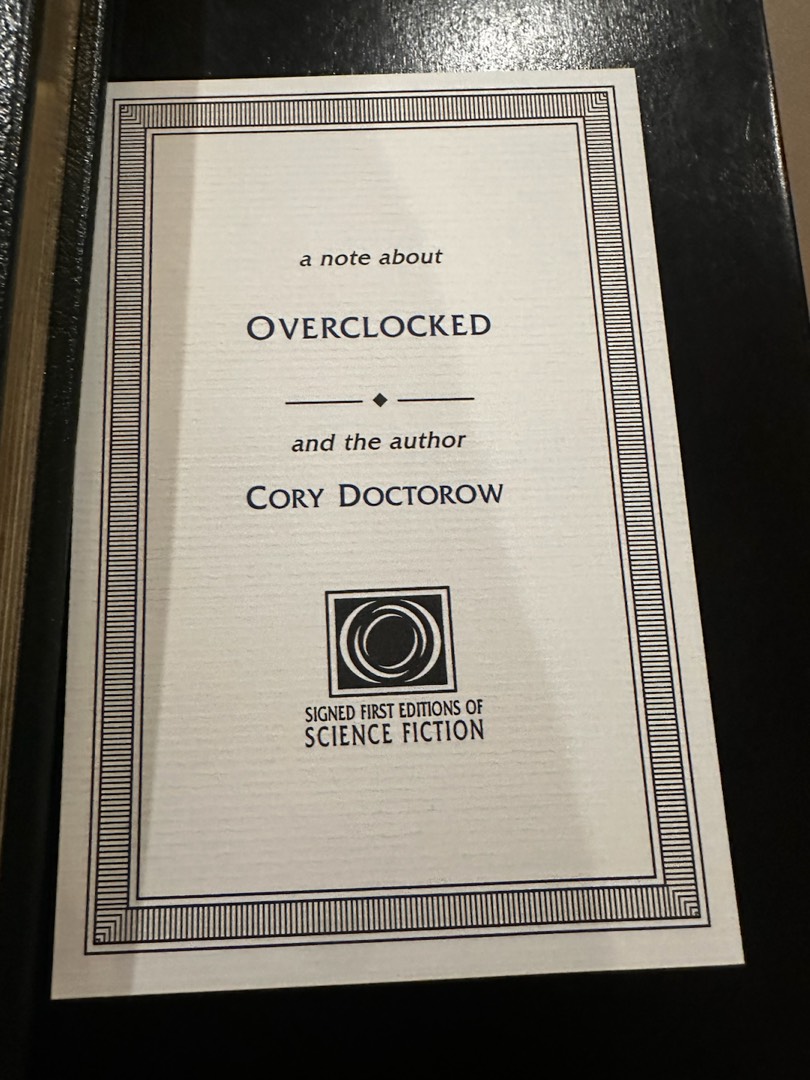 a note about
OVERCLOCKED
and the author
CORY DOCTOROW
SIGNED FIRST EDITIONS OF
SCIENCE FICTION